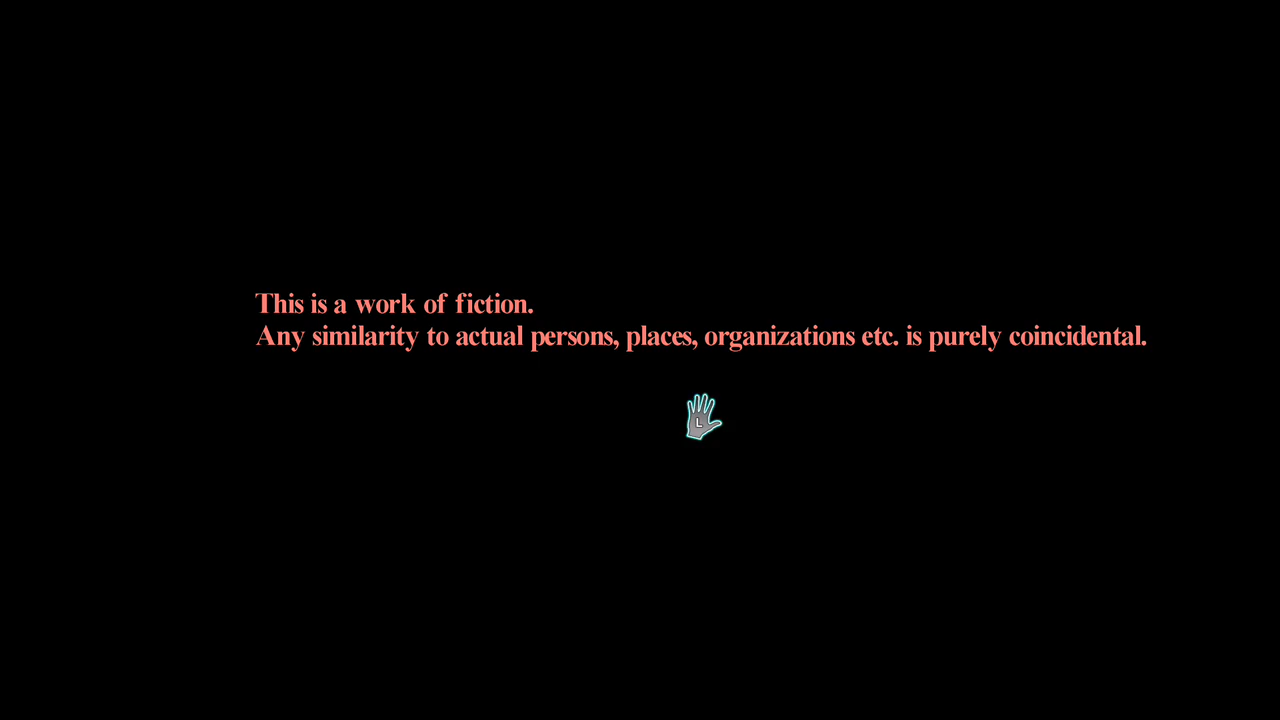 This is a work of fiction.
Any similarity to actual persons, places, organizations etc. is purely coincidental.
L